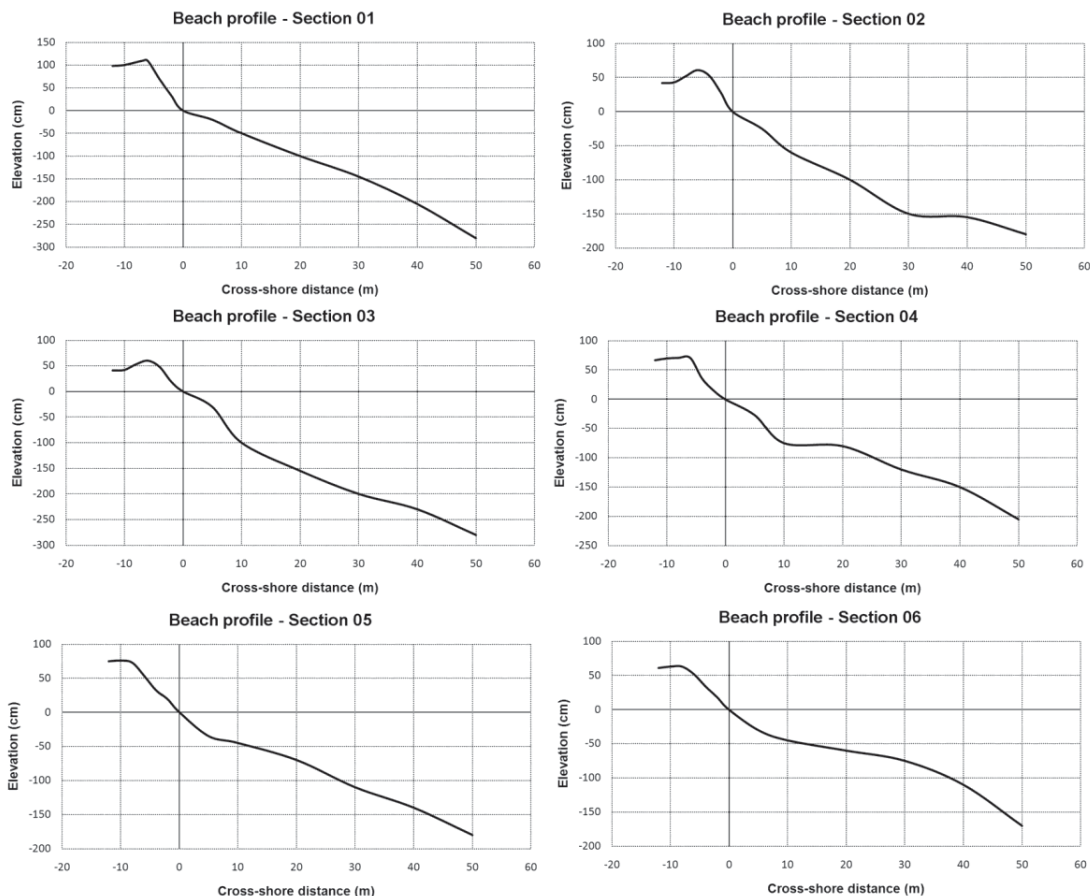 Beach profile - Section 01
Elevation (cm)
150
100
50
0
-50
-100
-150
-200
-250
-300
-20 -10 0 10 20 30 40 50 60
Cross-shore distance (m)
Beach profile - Section 02
Elevation (cm)
100
50
0
-50
-100
-150
-200
-20 -10 0 10 20 30 40 50 60
Cross-shore distance (m)
Beach profile - Section 03
Elevation (cm)
100
50
0
-50
-100
-150
-200
-250
-300
-20 -10 0 10 20 30 40 50 60
Cross-shore distance (m)
Beach profile - Section 04
Elevation (cm)
100
50
0
-50
-100
-150
-200
-250
-20 -10 0 10 20 30 40 50 60
Cross-shore distance (m)
Beach profile - Section 05
Elevation (cm)
100
50
0
-50
-100
-150
-200
-20 -10 0 10 20 30 40 50 60
Cross-shore distance (m)
Beach profile - Section 06
Elevation (cm)
100
50
0
-50
-100
-150
-200
-20 -10 0 10 20 30 40 50 60
Cross-shore distance (m)